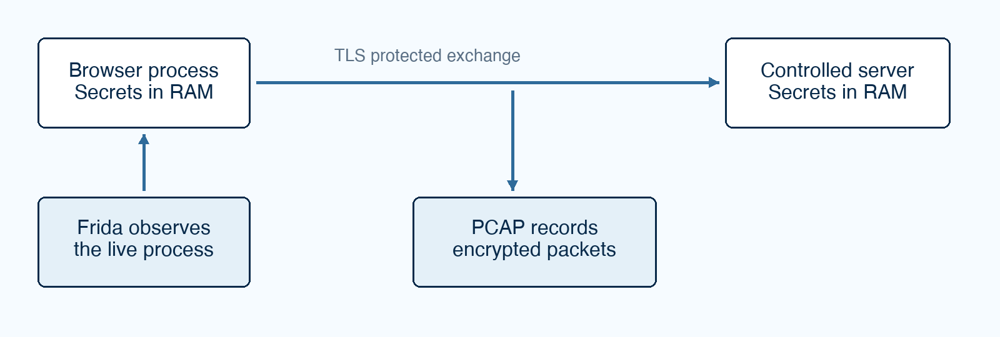 Browser process
Secrets in RAM
TLS protected exchange
Controlled server
Secrets in RAM
Frida observes
the live process
PCAP records
encrypted packets